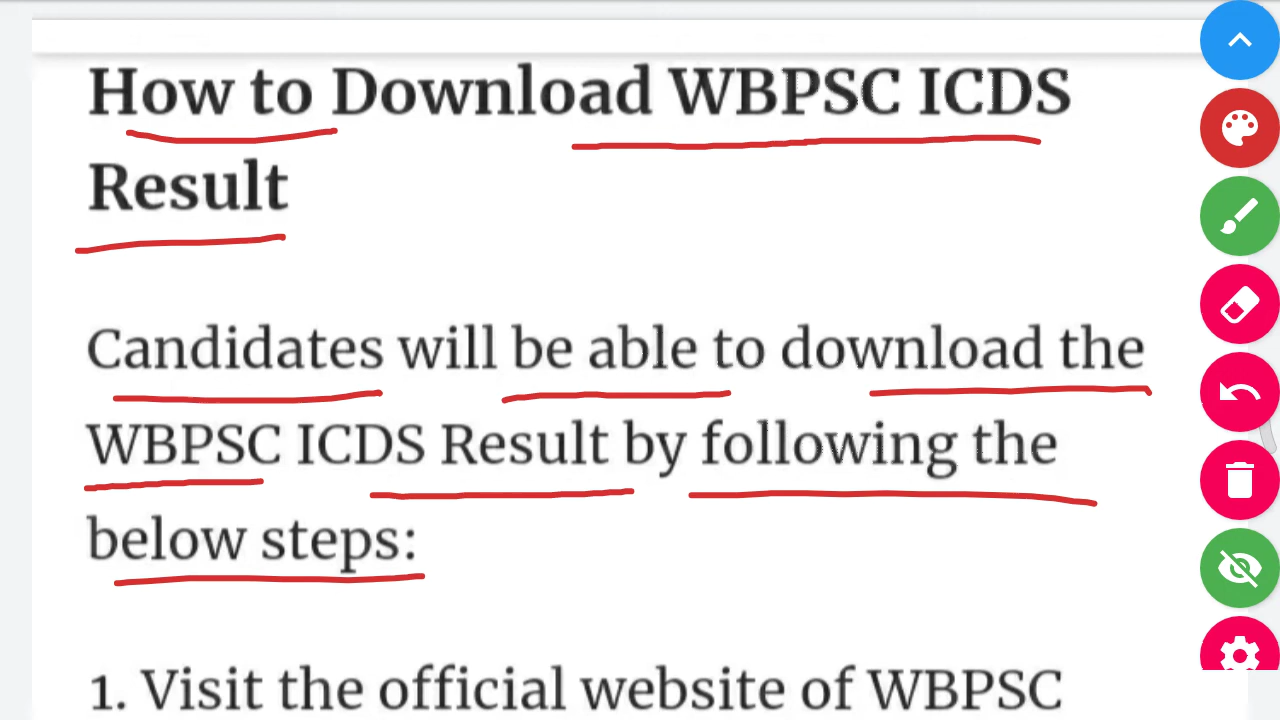 How to Download WBPSC ICDS
Result
Candidates will be able to download the
WBPSC ICDS Result by following the
below steps:
1. Visit the official website of WBPSC